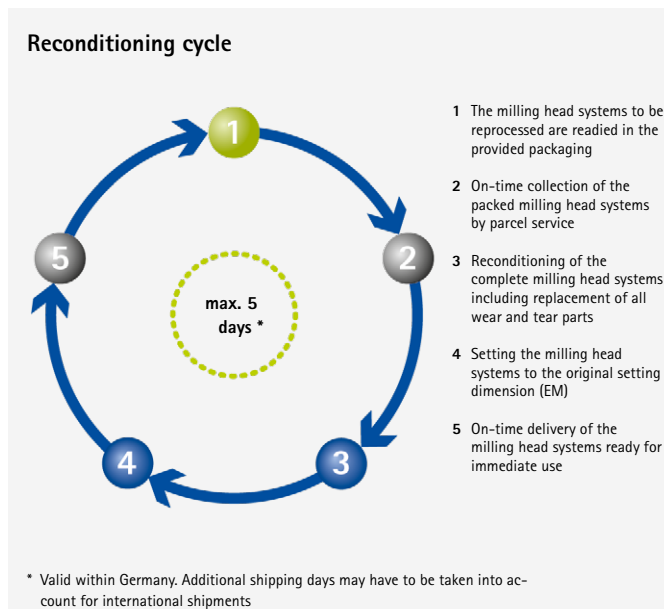 Reconditioning cycle
1
2
3
4
5
max. 5
days *
1 The milling head systems to be
reprocessed are readied in the
provided packaging
2 On-time collection of the
packed milling head systems
by parcel service
3 Reconditioning of the
complete milling head systems
including replacement of all
wear and tear parts
4 Setting the milling head
systems to the original setting
dimension (EM)
5 On-time delivery of the
milling head systems ready for
immediate use
* Valid within Germany. Additional shipping days may have to be taken into ac-
count for international shipments